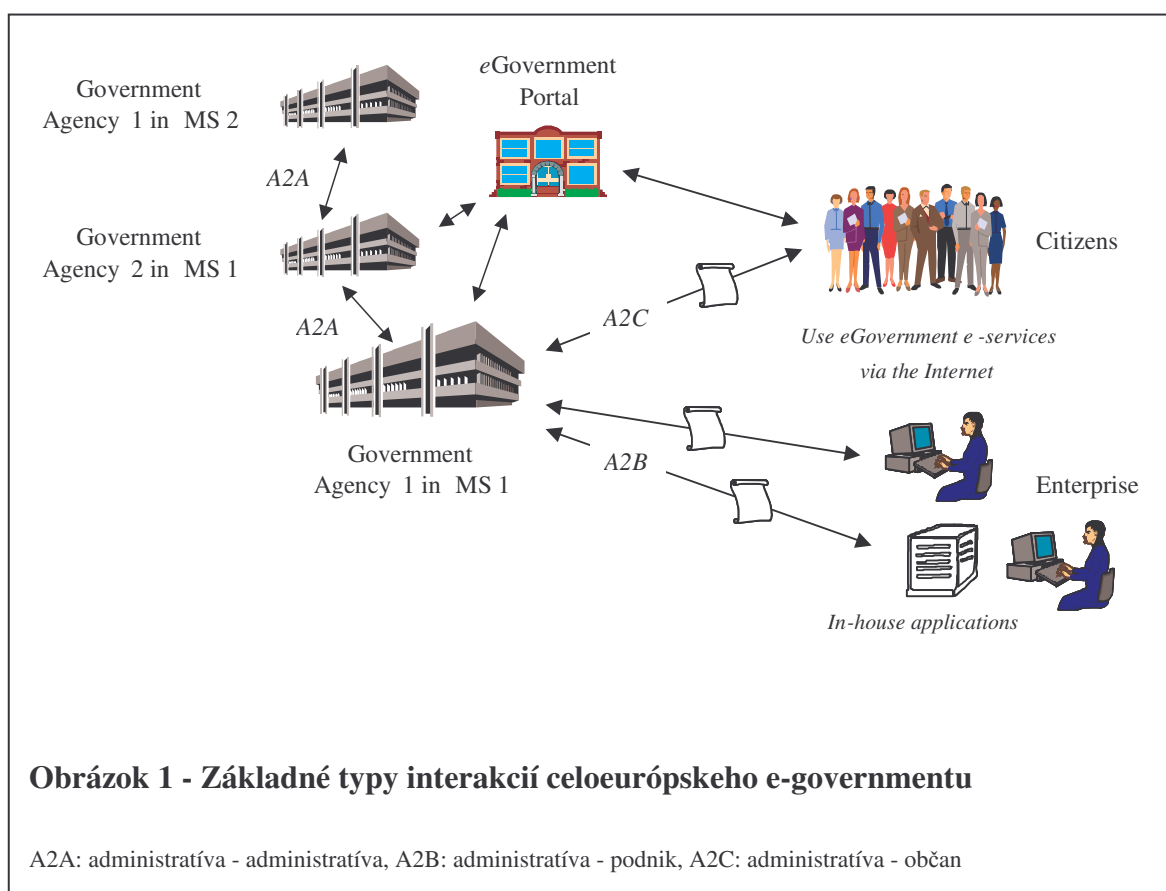 Government
Agency 1 in MS 2
eGovernment
Portal
A2A
Government
Agency 2 in MS 1
Citizens
A2A
A2C
Use eGovernment e -services
via the Internet
Government
Agency 1 in MS 1
A2B
Enterprise
In-house applications
Obrázok 1 - Základné typy interakcií celoeurópskeho e-governmentu
A2A: administratíva - administratíva, A2B: administratíva - podnik, A2C: administratíva - občan